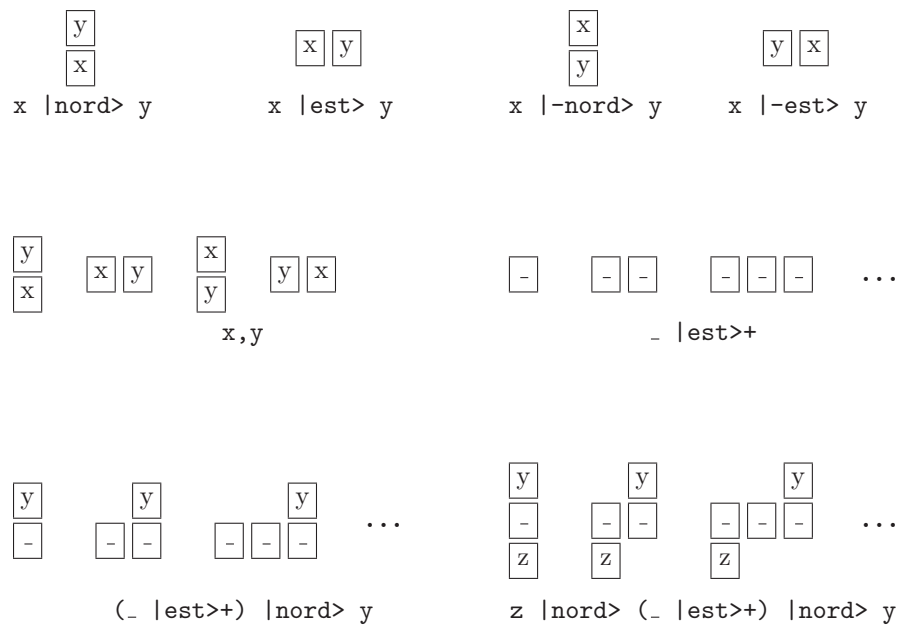 y
x
x |nord> y
x y
x |est> y
x
y
x |-nord> y
y x
x |-est> y
y x
x x y y y x
x,y
_ _ _ _ _ _ ...
_ |est>+
y y y
_ _ _ _ _ _ ...
(_ |est>+) |nord> y
y y y
_ _ _ _ _ _ ...
z z z
z |nord> (_ |est>+) |nord> y